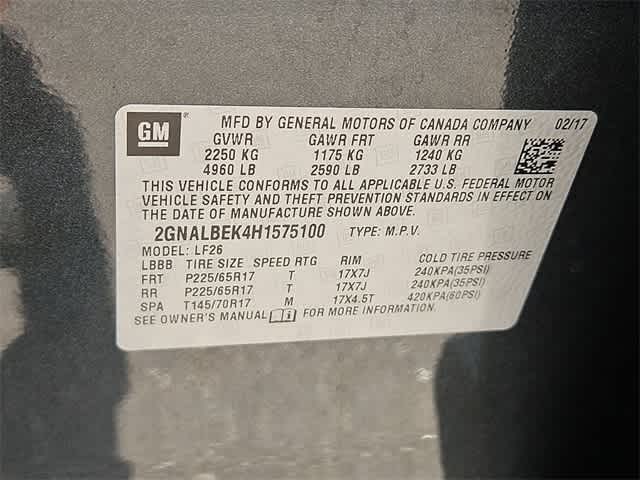 GM ® MFD BY GENERAL MOTORS OF CANADA COMPANY 02/17
GVWR GAWR FRT GAWR RR
2250 KG 1175 KG 1240 KG
4960 LB 2590 LB 2733 LB
THIS VEHICLE CONFORMS TO ALL APPLICABLE U.S. FEDERAL MOTOR
VEHICLE SAFETY AND THEFT PREVENTION STANDARDS IN EFFECT ON
THE DATE OF MANUFACTURE SHOWN ABOVE.
2GNALBEK4H1575100 TYPE: M.P.V.
MODEL: LF26
LBBB TIRE SIZE SPEED RTG RIM COLD TIRE PRESSURE
FRT P225/65R17 T 17X7J 240KPA(35PSI)
RR P225/65R17 T 17X7J 240KPA(35PSI)
SPA T145/70R17 M 17X4.5T 420KPA(60PSI)
SEE OWNER'S MANUAL FOR MORE INFORMATION.